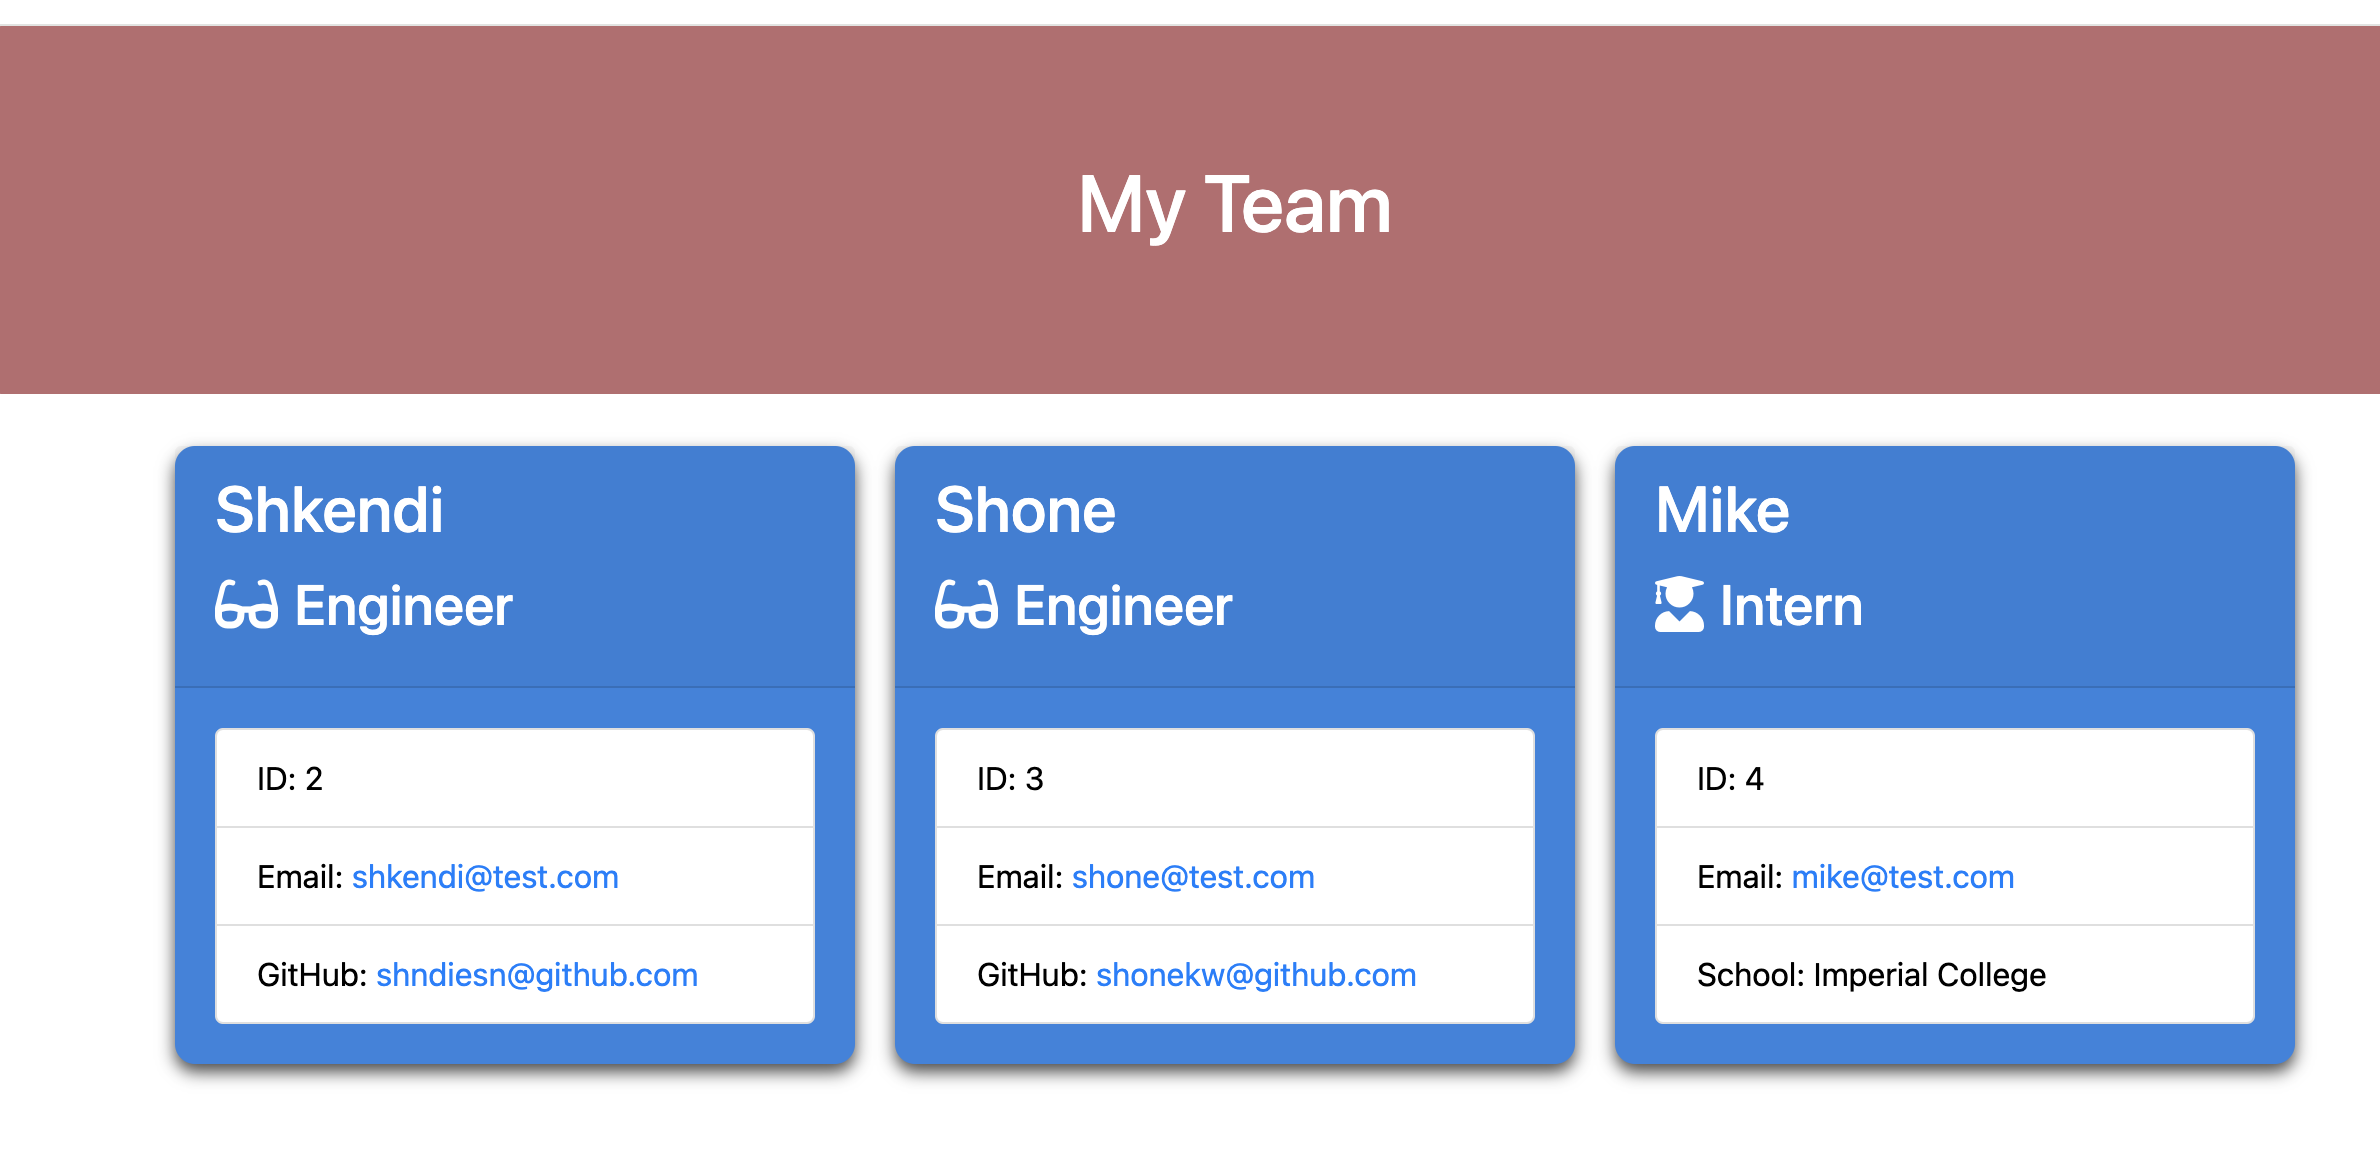 My Team
Shkendi
Engineer
ID: 2
Email: shkendi@test.com
GitHub: shndiesn@github.com
Shone
Engineer
ID: 3
Email: shone@test.com
GitHub: shonekw@github.com
Mike
Intern
ID: 4
Email: mike@test.com
School: Imperial College